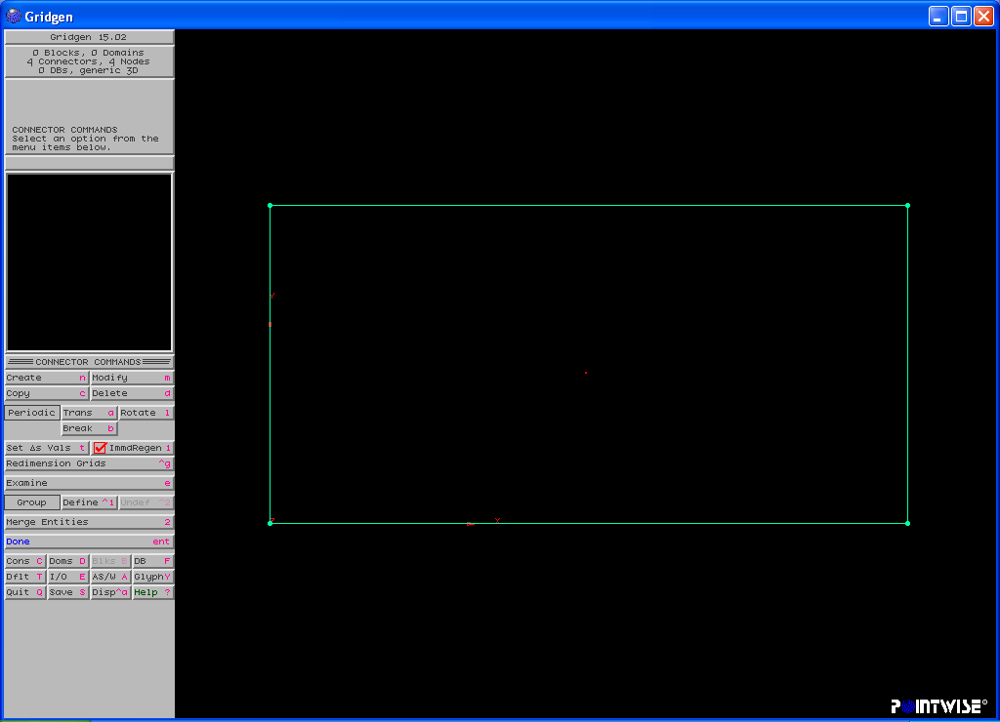 Gridgen
Gridgen 15.02
0 Blocks, 0 Domains
4 Connectors, 4 Nodes
0 DBs, generic 3D
CONNECTOR COMMANDS
Select an option from the
menu items below.
CONNECTOR COMMANDS
Create n Modify m
Copy c Delete d
Periodic Trans a Rotate l
Break b
Set Δs Vals t ImmdRegen 1
Redimension Grids ^g
Examine e
Group Define ^1 Undef ^2
Merge Entities 2
Done ent
Cons C Doms D Blks B DB F
Dflt T I/O E AS/W A Glyph Y
Quit Q Save S Disp ^a Help ?
Y
X
Z
POINTWISE®